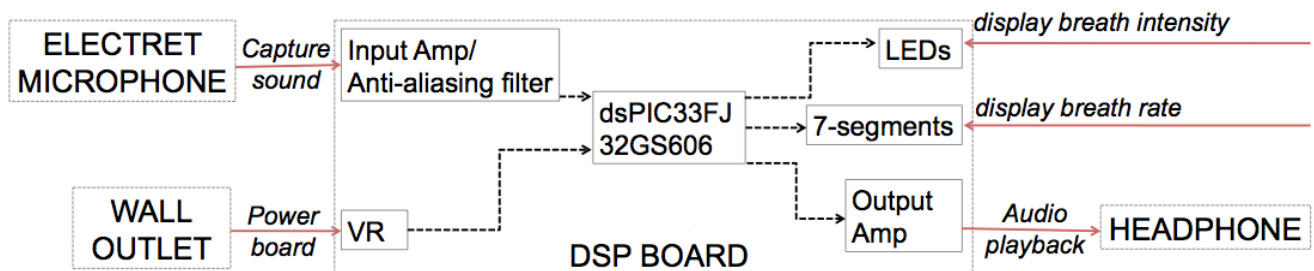 ELECTRET
MICROPHONE
Capture
sound
Input Amp/
Anti-aliasing filter
dsPIC33FJ
32GS606
LEDs
display breath intensity
7-segments
display breath rate
WALL
OUTLET
Power
board
VR
DSP BOARD
Output
Amp
Audio
playback
HEADPHONE